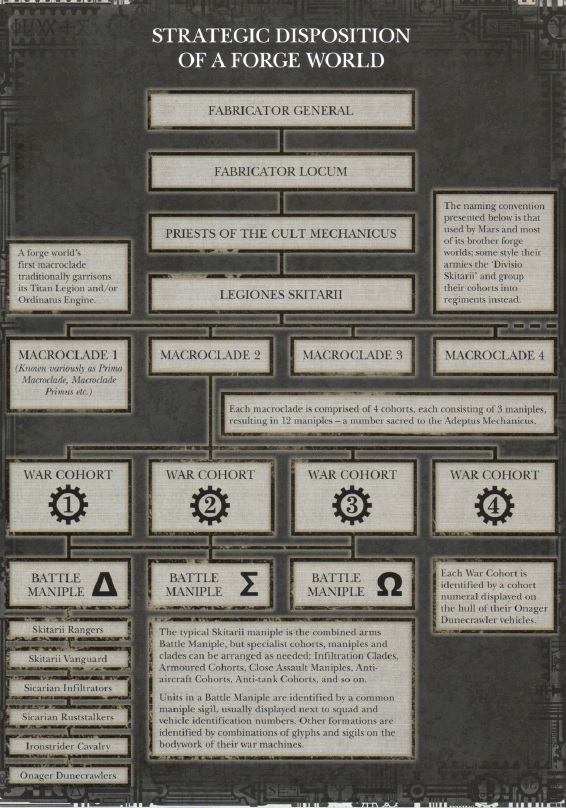 STRATEGIC DISPOSITION
OF A FORGE WORLD
FABRICATOR GENERAL
FABRICATOR LOCUM
PRIESTS OF THE CULT MECHANICUS
LEGIONES SKITARII
A forge world's
first macroclade
traditionally garrisons
its Titan Legion and/or
Ordinatus Engine.
The naming convention
presented below is that
used by Mars and most
of its brother forge
worlds; some style their
armies the 'Divisio
Skitarii' and group
their cohorts into
regiments instead.
MACROCLADE 1
(Known variously as Prima
Macroclade, Macroclade
Primus etc.)
MACROCLADE 2
MACROCLADE 3
MACROCLADE 4
Each macroclade is comprised of 4 cohorts, each consisting of 3 maniples,
resulting in 12 maniples – a number sacred to the Adeptus Mechanicus.
WAR COHORT
1
WAR COHORT
2
WAR COHORT
3
WAR COHORT
4
BATTLE
MANIPLE Δ
BATTLE
MANIPLE Σ
BATTLE
MANIPLE Ω
Each War Cohort is
identified by a cohort
numeral displayed on
the hull of their Onager
Dunecrawler vehicles.
Skitarii Rangers
Skitarii Vanguard
Sicarian Infiltrators
Sicarian Ruststalkers
Ironstrider Cavalry
Onager Dunecrawlers
The typical Skitarii maniple is the combined arms
Battle Maniple, but specialist cohorts, maniples and
clades can be arranged as needed; Infiltration Clades,
Armoured Cohorts, Close Assault Maniples, Anti-
aircraft Cohorts, Anti-tank Cohorts, and so on.
Units in a Battle Maniple are identified by a common
maniple sigil, usually displayed next to squad and
vehicle identification numbers. Other formations are
identified by combinations of glyphs and sigils on the
bodywork of their war machines.